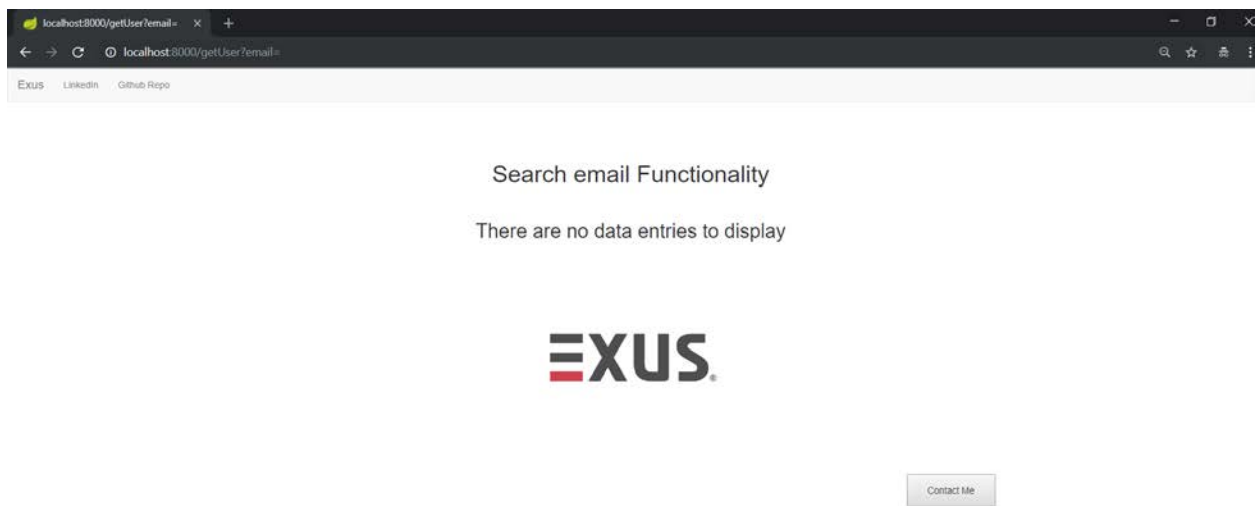 localhost:8000/getUser?email=
localhost:8000/getUser?email=
Exus LinkedIn Github Repo
Search email Functionality
There are no data entries to display
EXUS®
Contact Me